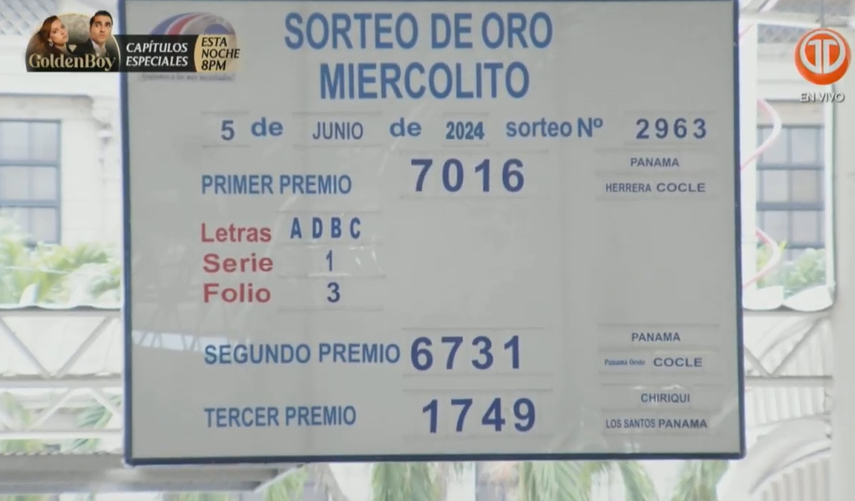 GoldenBoy
CAPÍTULOS
ESPECIALES
ESTA
NOCHE
8PM
EN VIVO
SORTEO DE ORO
MIERCOLITO
5 de JUNIO de 2024 sorteo Nº 2963
PRIMER PREMIO 7016 PANAMA
HERRERA COCLE
Letras A D B C
Serie 1
Folio 3
SEGUNDO PREMIO 6731 PANAMA
Panamá Oeste COCLE
TERCER PREMIO 1749 CHIRIQUI
LOS SANTOS PANAMA